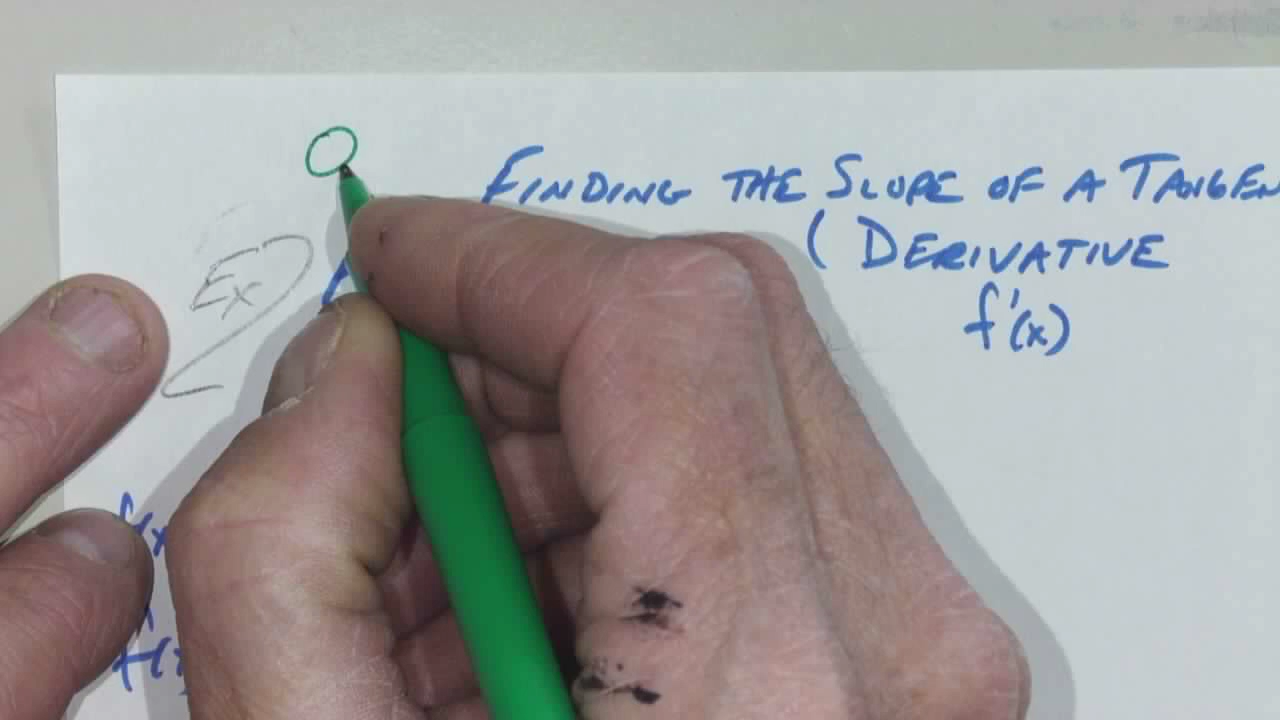 FINDING THE SLOPE OF A TANGEN
( DERIVATIVE
f'(x)
Ex